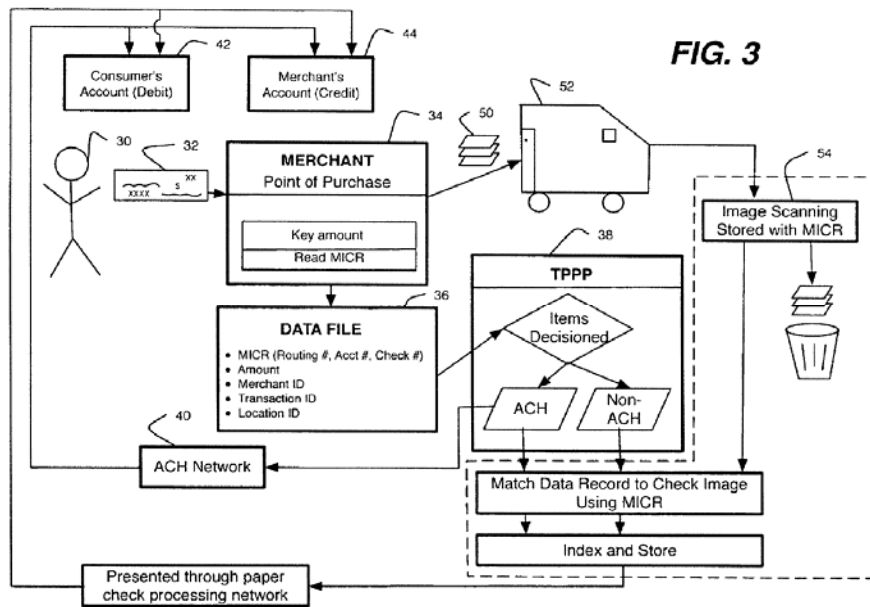 FIG. 3
42
44
Consumer's
Account (Debit)
Merchant's
Account (Credit)
30
32
xx
s
xxxx
34
MERCHANT
Point of Purchase
Key amount
Read MICR
50
52
54
Image Scanning
Stored with MICR
36
DATA FILE
• MICR (Routing #, Acct #, Check #)
• Amount
• Merchant ID
• Transaction ID
• Location ID
38
TPPP
Items
Decisioned
ACH
Non-
ACH
40
ACH Network
Match Data Record to Check Image
Using MICR
Index and Store
Presented through paper
check processing network